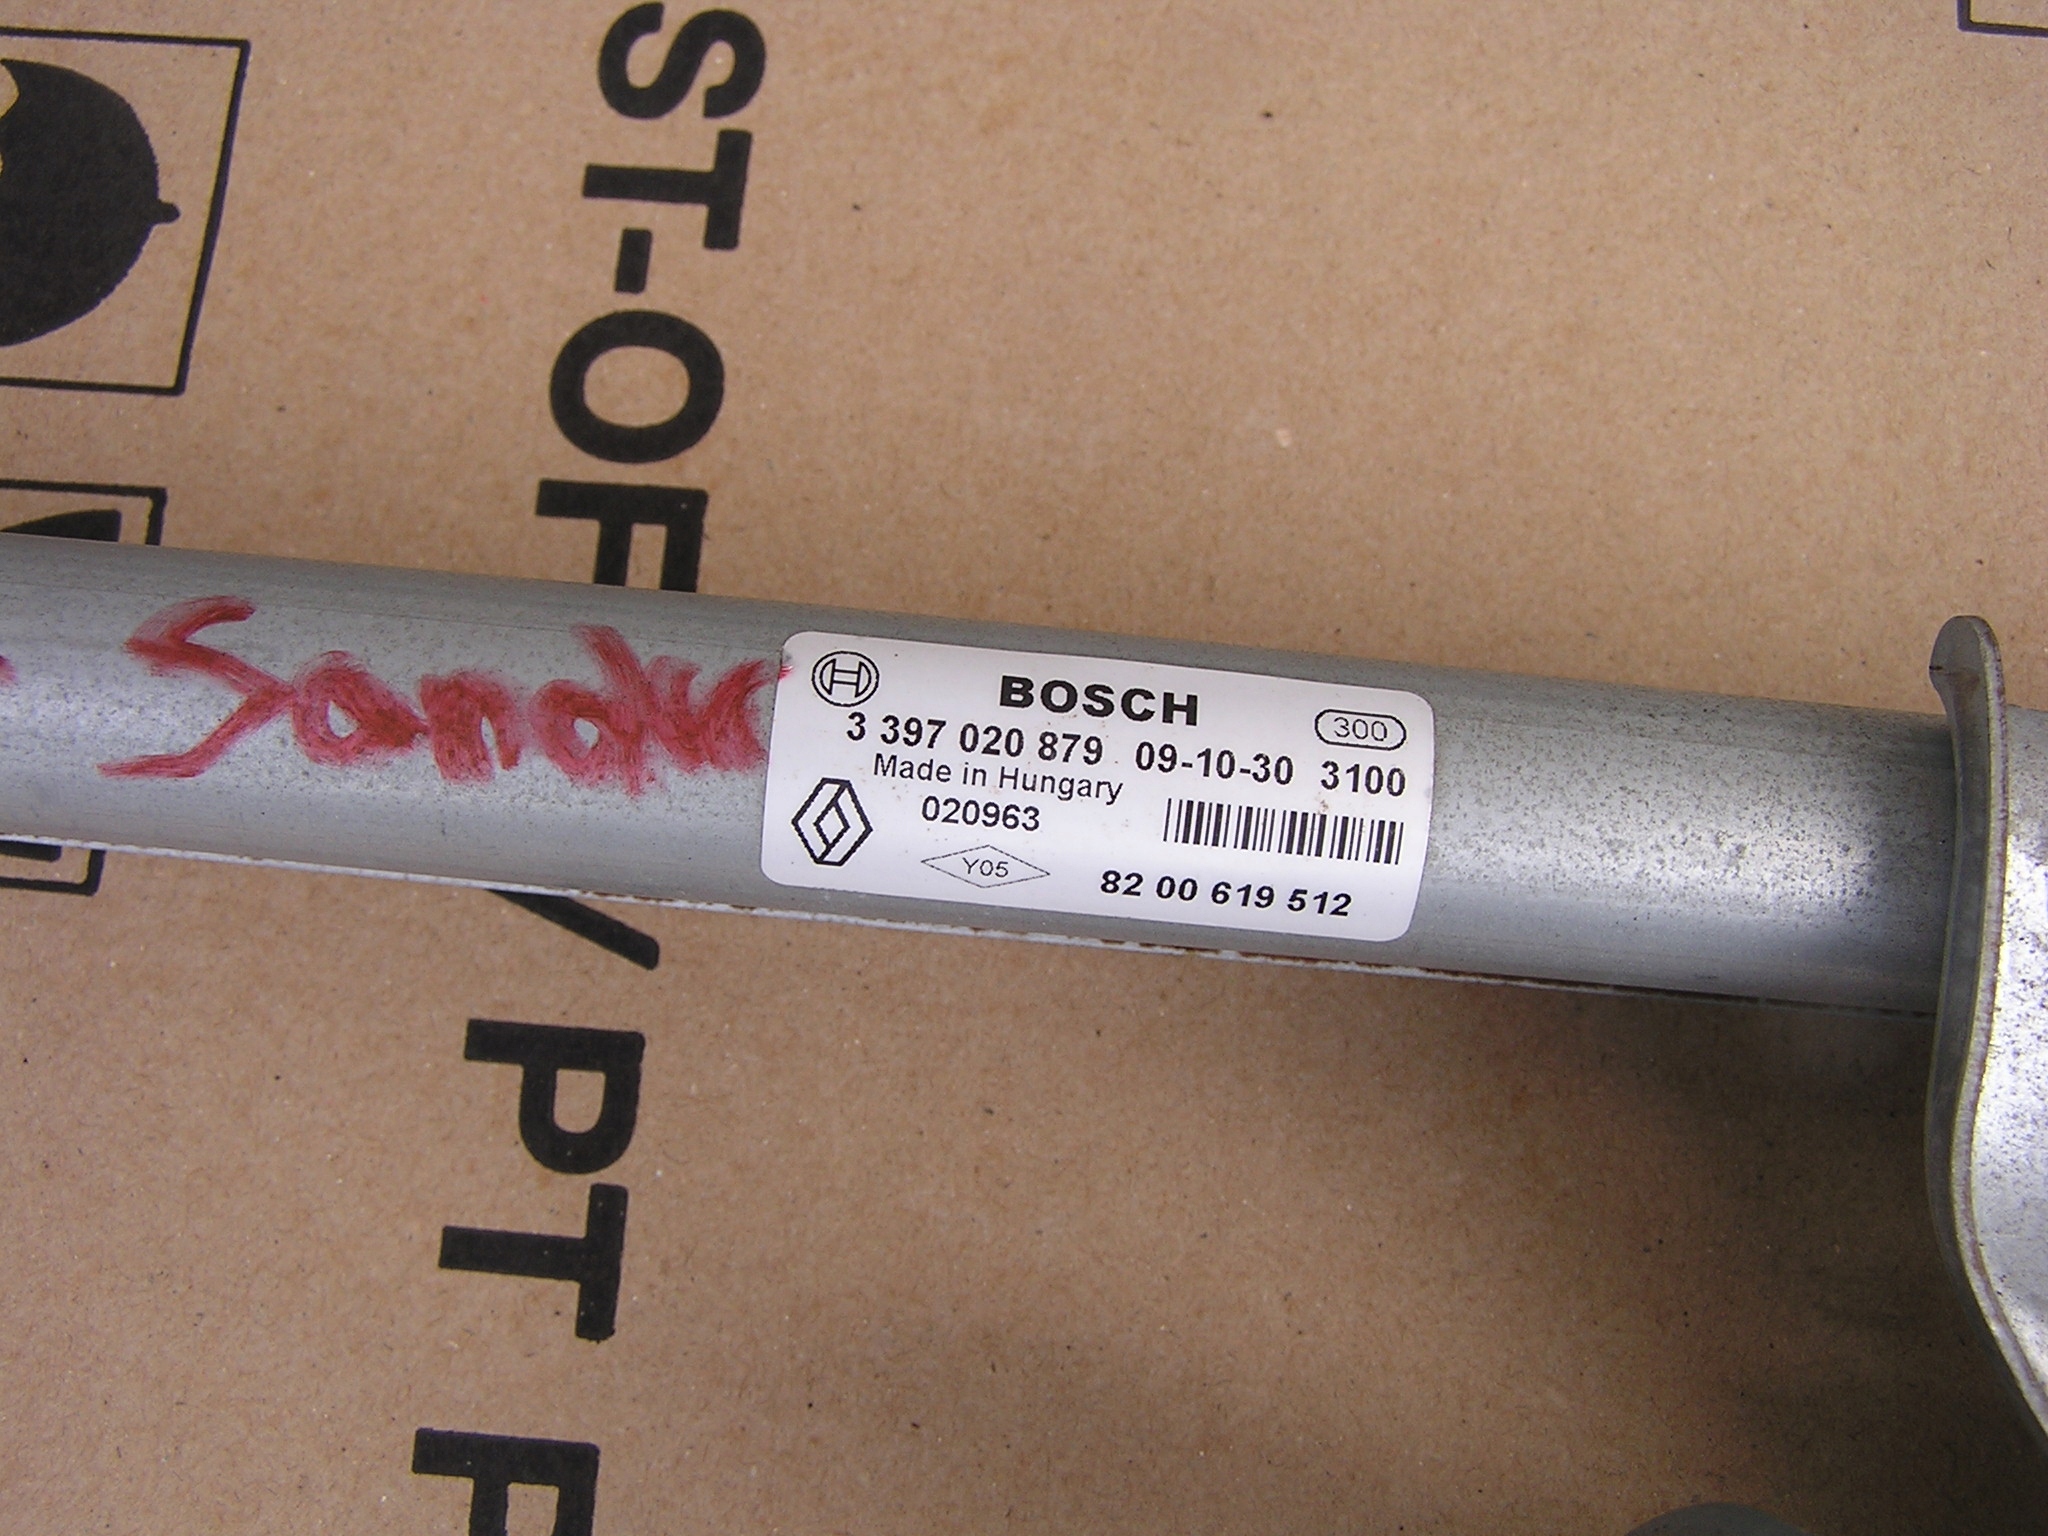 ST-OF
Y PT P
Sandr
BOSCH
300
3 397 020 879 09-10-30 3100
Made in Hungary
020963
Y05
82 00 619 512